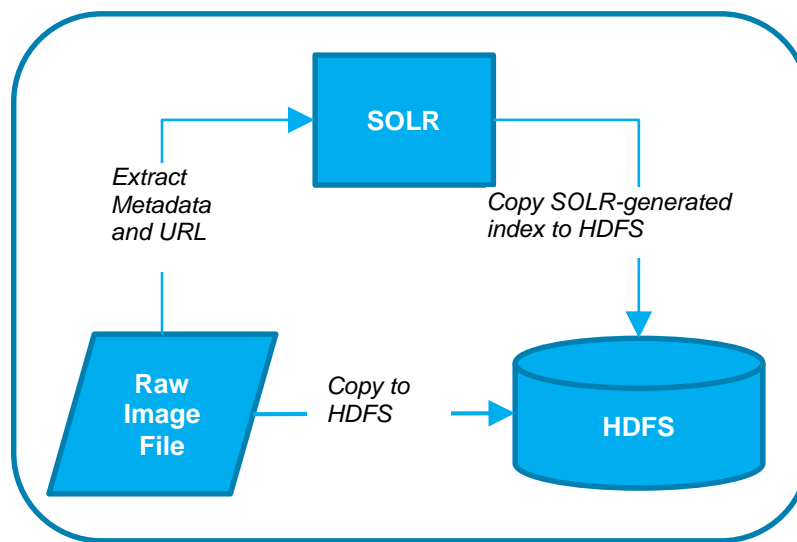 SOLR
Extract
Metadata
and URL
Copy SOLR-generated
index to HDFS
Raw
Image
File
Copy to
HDFS
HDFS